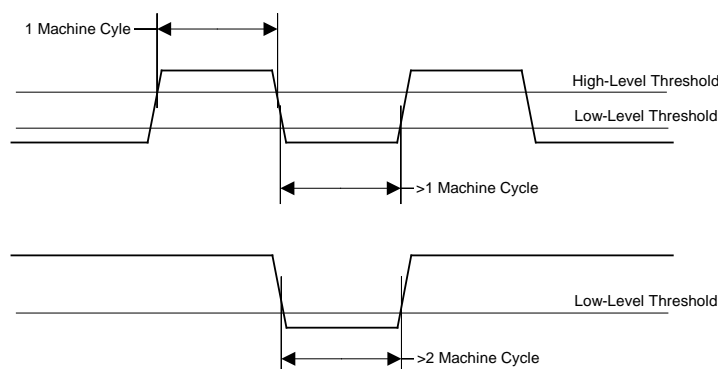 1 Machine Cyle
High-Level Threshold
Low-Level Threshold
>1 Machine Cycle
Low-Level Threshold
>2 Machine Cycle